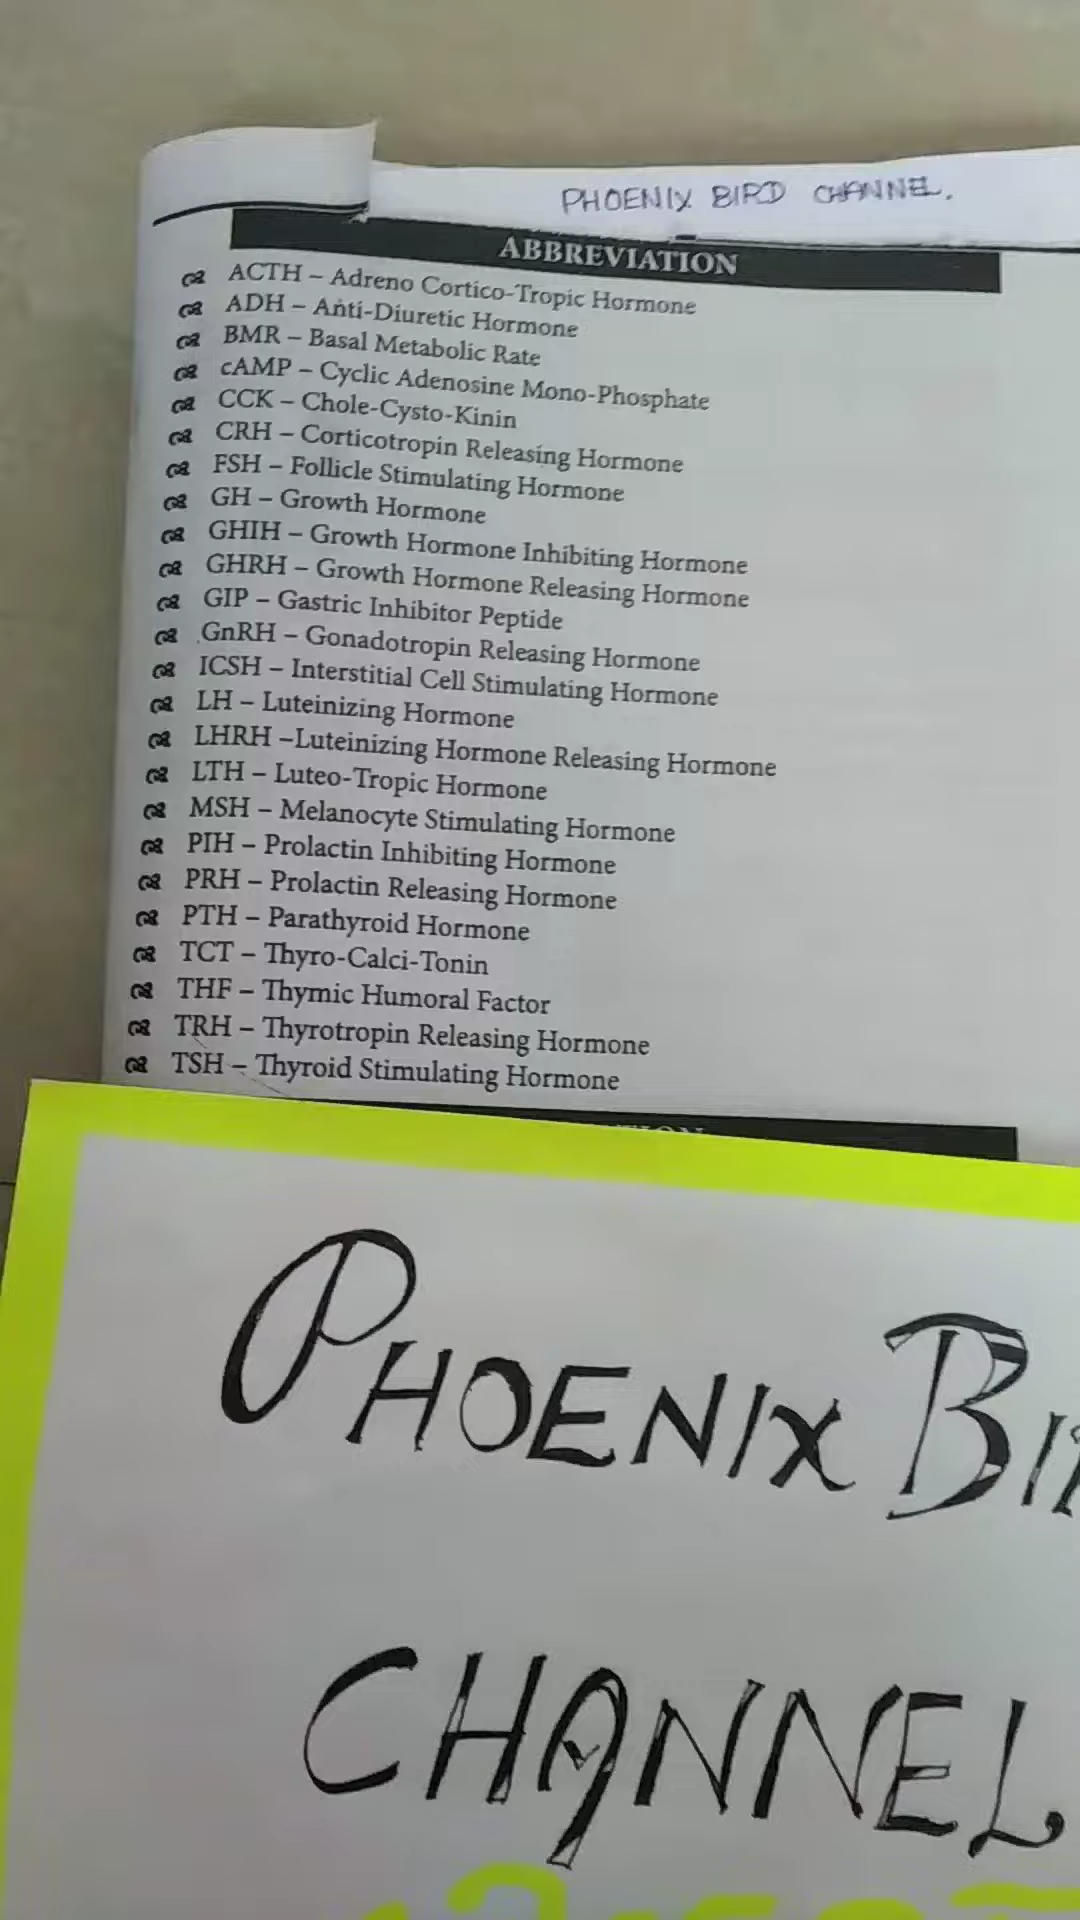 PHOENIX BIRD CHANNEL.
ABBREVIATION
ACTH – Adreno Cortico-Tropic Hormone
ADH – Anti-Diuretic Hormone
BMR – Basal Metabolic Rate
cAMP – Cyclic Adenosine Mono-Phosphate
CCK – Chole-Cysto-Kinin
CRH – Corticotropin Releasing Hormone
FSH – Follicle Stimulating Hormone
GH – Growth Hormone
GHIH – Growth Hormone Inhibiting Hormone
GHRH – Growth Hormone Releasing Hormone
GIP – Gastric Inhibitor Peptide
GnRH – Gonadotropin Releasing Hormone
ICSH – Interstitial Cell Stimulating Hormone
LH – Luteinizing Hormone
LHRH –Luteinizing Hormone Releasing Hormone
LTH – Luteo-Tropic Hormone
MSH – Melanocyte Stimulating Hormone
PIH – Prolactin Inhibiting Hormone
PRH – Prolactin Releasing Hormone
PTH – Parathyroid Hormone
TCT – Thyro-Calci-Tonin
THF – Thymic Humoral Factor
TRH – Thyrotropin Releasing Hormone
TSH – Thyroid Stimulating Hormone
PHOENIX
CHANNEL